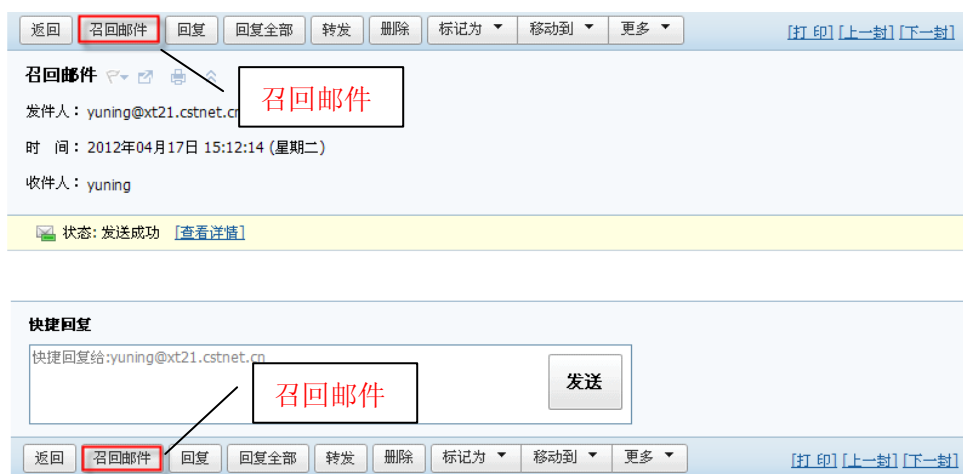 返回 召回邮件 回复 回复全部 转发 删除 标记为 移动到 更多 [打 印] [上一封] [下一封]
召回邮件
召回邮件
发件人：yuning@xt21.cstnet.cn
时 间：2012年04月17日 15:12:14 (星期二)
收件人：yuning
状态: 发送成功 [查看详情]
快捷回复
快捷回复给:yuning@xt21.cstnet.cn
发送
召回邮件
返回 召回邮件 回复 回复全部 转发 删除 标记为 移动到 更多 [打 印] [上一封] [下一封]